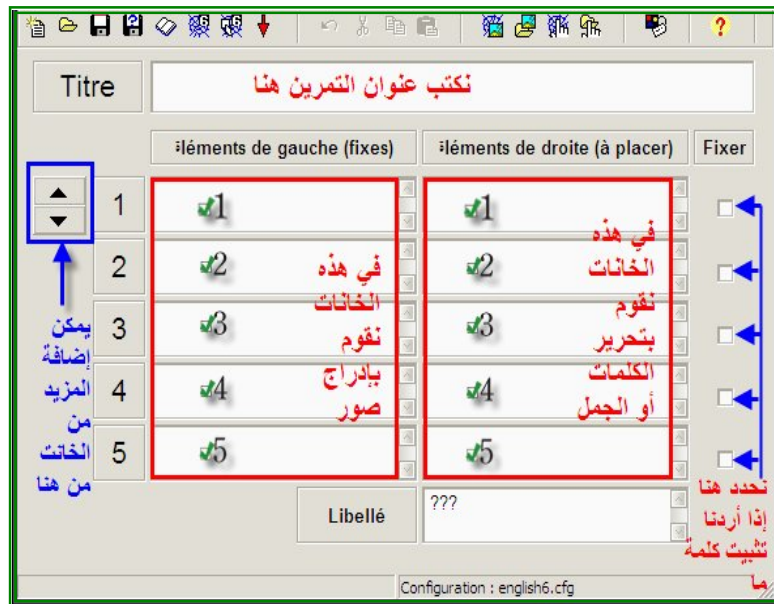 Titre
نكتب عنوان التمرين هنا
léments de gauche (fixes)
léments de droite (à placer)
Fixer
1
1
1
2
2
2
3
3
3
4
4
4
5
5
5
في هذه
الخانات
نقوم
بإدراج
صور
في هذه
الخانات
نقوم
بتحرير
الكلمات
أو الجمل
يمكن
إضافة
المزيد
من
الخانت
من هنا
نحدد هنا
إذا أردنا
تثبيت كلمة
ما
Libellé
???
Configuration : english6.cfg